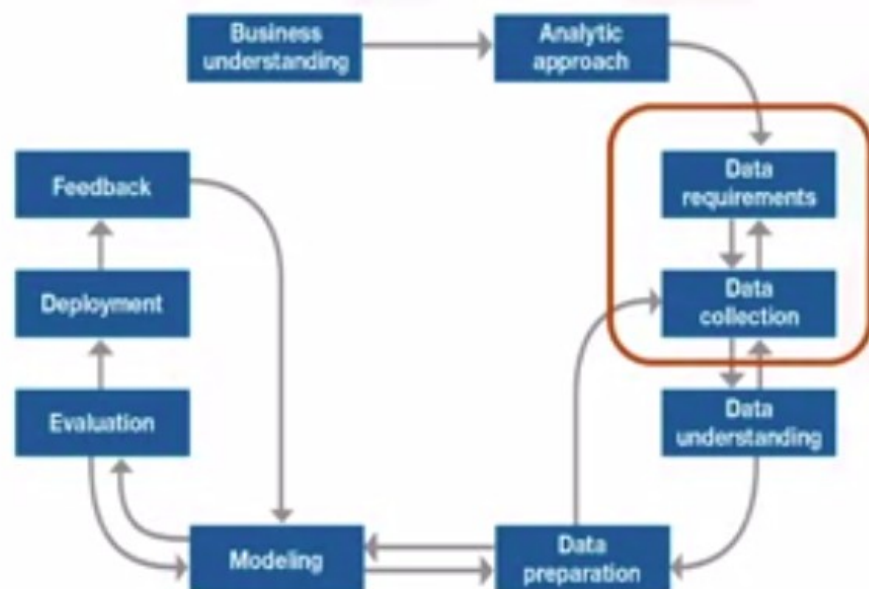 Business
understanding
Analytic
approach
Data
requirements
Data
collection
Data
understanding
Data
preparation
Modeling
Evaluation
Deployment
Feedback